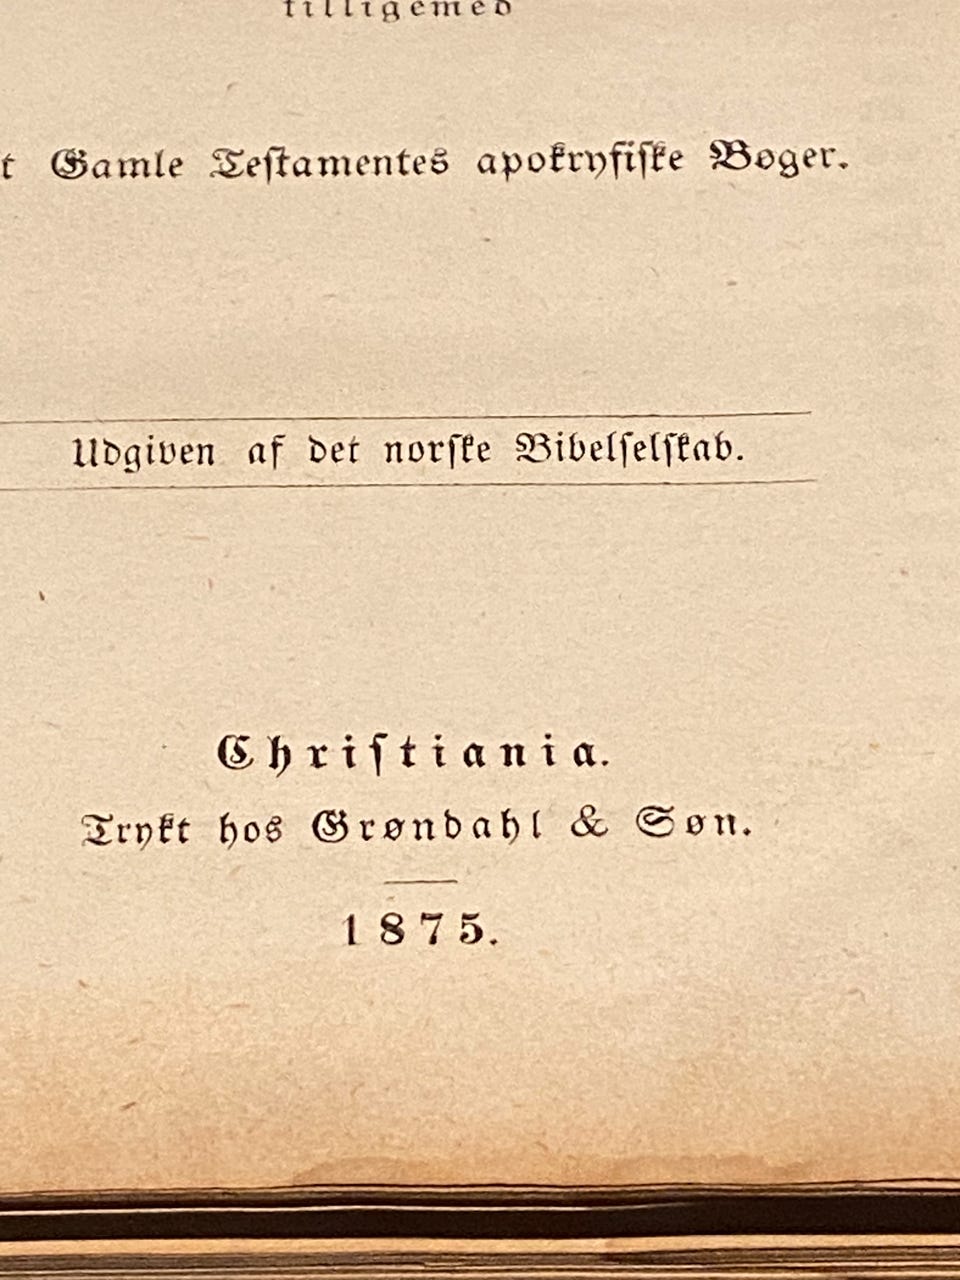 tilligemed
t Gamle Testamentes apokryfiske Bøger.
Udgiven af det norske Bibelselskab.
Christiania.
Trykt hos Grøndahl & Søn.
1875.